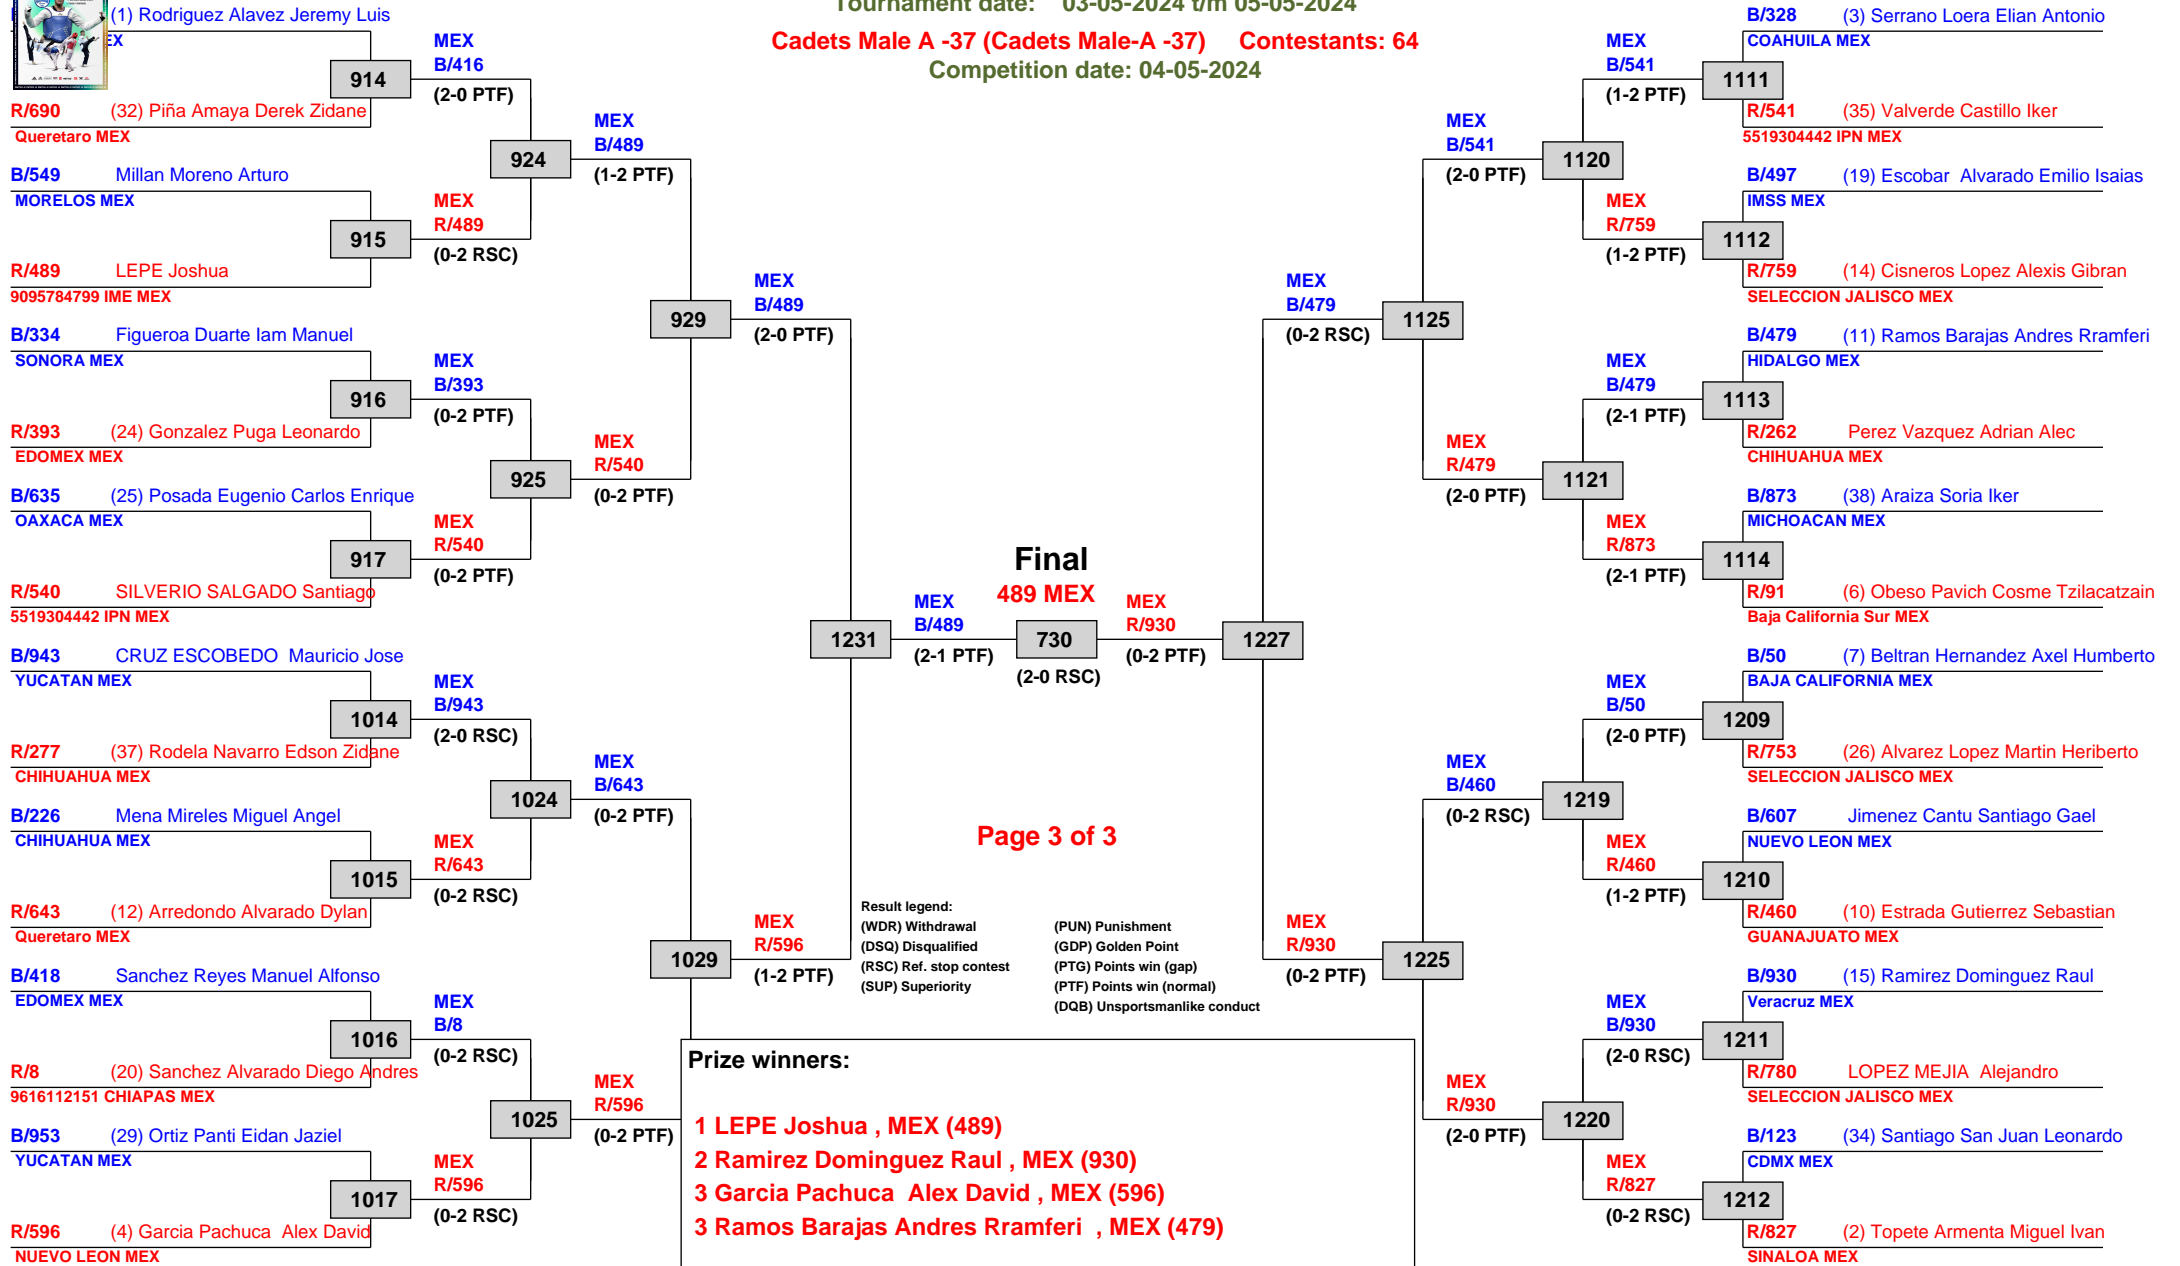 Tournament date: 03-05-2024 t/m 05-05-2024
Cadets Male A -37 (Cadets Male-A -37) Contestants: 64
Competition date: 04-05-2024
(1) Rodriguez Alavez Jeremy Luis
EX
914
R/690 (32) Piña Amaya Derek Zidane
Queretaro MEX
B/549 Millan Moreno Arturo
MORELOS MEX
915
R/489 LEPE Joshua
9095784799 IME MEX
B/334 Figueroa Duarte Iam Manuel
SONORA MEX
916
R/393 (24) Gonzalez Puga Leonardo
EDOMEX MEX
B/635 (25) Posada Eugenio Carlos Enrique
OAXACA MEX
917
R/540 SILVERIO SALGADO Santiago
5519304442 IPN MEX
B/943 CRUZ ESCOBEDO Mauricio Jose
YUCATAN MEX
1014
R/277 (37) Rodela Navarro Edson Zidane
CHIHUAHUA MEX
B/226 Mena Mireles Miguel Angel
CHIHUAHUA MEX
1015
R/643 (12) Arredondo Alvarado Dylan
Queretaro MEX
B/418 Sanchez Reyes Manuel Alfonso
EDOMEX MEX
1016
R/8 (20) Sanchez Alvarado Diego Andres
9616112151 CHIAPAS MEX
B/953 (29) Ortiz Panti Eidan Jaziel
YUCATAN MEX
1017
R/596 (4) Garcia Pachuca Alex David
NUEVO LEON MEX
MEX
B/416
(2-0 PTF)
924
MEX
R/489
(0-2 RSC)
MEX
B/393
(0-2 PTF)
925
MEX
R/540
(0-2 PTF)
MEX
B/943
(2-0 RSC)
1024
MEX
R/643
(0-2 RSC)
MEX
B/8
(0-2 RSC)
1025
MEX
R/596
(0-2 RSC)
MEX
B/489
(1-2 PTF)
929
MEX
R/540
(0-2 PTF)
MEX
B/643
(0-2 PTF)
1029
MEX
R/596
(0-2 PTF)
MEX
B/489
(2-0 PTF)
1231
MEX
R/596
(1-2 PTF)
MEX
B/489
(2-1 PTF)
Final
489 MEX
730
(2-0 RSC)
MEX
R/930
(0-2 PTF)
1227
MEX
B/479
(0-2 RSC)
1125
MEX
R/930
(0-2 PTF)
1225
MEX
B/541
(2-0 PTF)
1120
MEX
R/479
(2-0 PTF)
1121
MEX
B/460
(0-2 RSC)
1219
MEX
R/930
(2-0 PTF)
1220
MEX
B/541
(1-2 PTF)
1111
MEX
R/759
(1-2 PTF)
1112
MEX
B/479
(2-1 PTF)
1113
MEX
R/873
(2-1 PTF)
1114
MEX
B/50
(2-0 PTF)
1209
MEX
R/460
(1-2 PTF)
1210
MEX
B/930
(2-0 RSC)
1211
MEX
R/827
(0-2 RSC)
1212
B/328 (3) Serrano Loera Elian Antonio
COAHUILA MEX
R/541 (35) Valverde Castillo Iker
5519304442 IPN MEX
B/497 (19) Escobar Alvarado Emilio Isaias
IMSS MEX
R/759 (14) Cisneros Lopez Alexis Gibran
SELECCION JALISCO MEX
B/479 (11) Ramos Barajas Andres Rramferi
HIDALGO MEX
R/262 Perez Vazquez Adrian Alec
CHIHUAHUA MEX
B/873 (38) Araiza Soria Iker
MICHOACAN MEX
R/91 (6) Obeso Pavich Cosme Tzilacatzain
Baja California Sur MEX
B/50 (7) Beltran Hernandez Axel Humberto
BAJA CALIFORNIA MEX
R/753 (26) Alvarez Lopez Martin Heriberto
SELECCION JALISCO MEX
B/607 Jimenez Cantu Santiago Gael
NUEVO LEON MEX
R/460 (10) Estrada Gutierrez Sebastian
GUANAJUATO MEX
B/930 (15) Ramirez Dominguez Raul
Veracruz MEX
R/780 LOPEZ MEJIA Alejandro
SELECCION JALISCO MEX
B/123 (34) Santiago San Juan Leonardo
CDMX MEX
R/827 (2) Topete Armenta Miguel Ivan
SINALOA MEX
Page 3 of 3
Result legend:
(WDR) Withdrawal
(DSQ) Disqualified
(RSC) Ref. stop contest
(SUP) Superiority
(PUN) Punishment
(GDP) Golden Point
(PTG) Points win (gap)
(PTF) Points win (normal)
(DQB) Unsportsmanlike conduct
Prize winners:
1 LEPE Joshua , MEX (489)
2 Ramirez Dominguez Raul , MEX (930)
3 Garcia Pachuca Alex David , MEX (596)
3 Ramos Barajas Andres Rramferi , MEX (479)